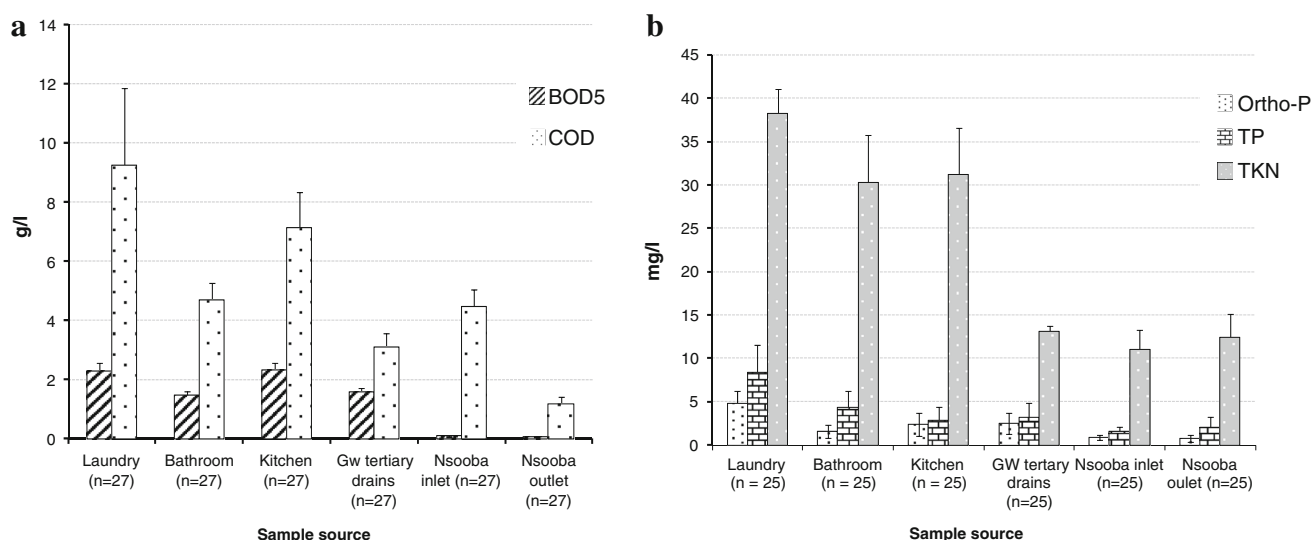 a
14
12
10
8
6
4
2
0
g/l
BOD5
COD
Laundry
(n=27)
Bathroom
(n=27)
Kitchen
(n=27)
Gw tertiary
drains
(n=27)
Nsooba
inlet (n=27)
Nsooba
outlet
(n=27)
Sample source
b
45
40
35
30
25
20
15
10
5
0
mg/l
Ortho-P
TP
TKN
Laundry
(n = 25)
Bathroom
(n = 25)
Kitchen
(n = 25)
GW tertary
drains
(n=25)
Nsooba inlet
(n=25)
Nsooba
oulet (n=25)
Sample source